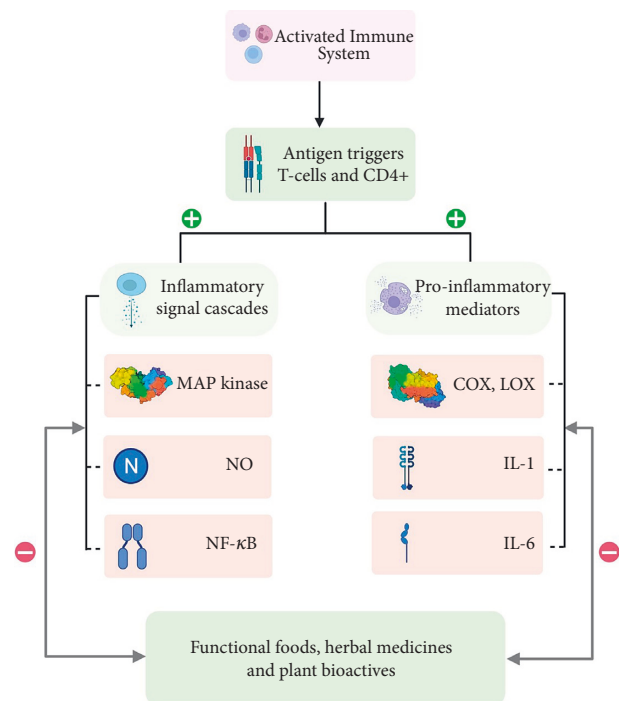 Activated Immune
System
Antigen triggers
T-cells and CD4+
Inflammatory
signal cascades
Pro-inflammatory
mediators
MAP kinase
COX, LOX
N
NO
IL-1
NF-κB
IL-6
Functional foods, herbal medicines
and plant bioactives